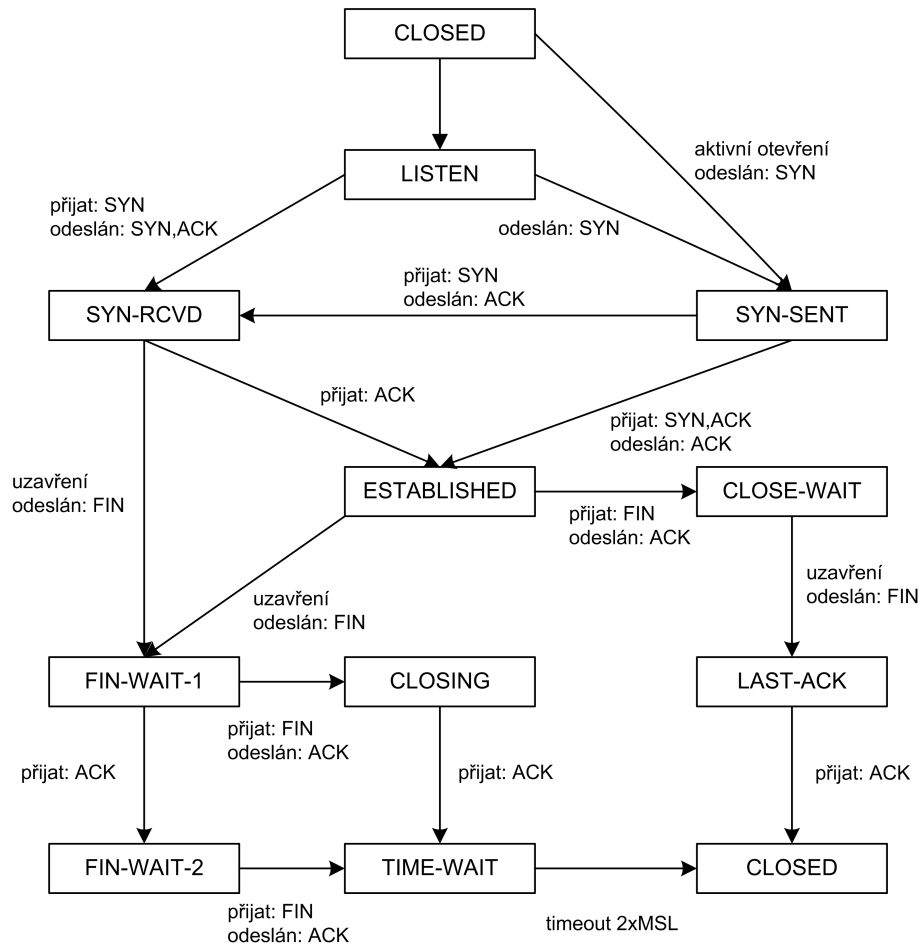 CLOSED
aktivní otevření
odeslán: SYN
LISTEN
přijat: SYN
odeslán: SYN,ACK
odeslán: SYN
přijat: SYN
odeslán: ACK
SYN-RCVD
SYN-SENT
přijat: ACK
přijat: SYN,ACK
odeslán: ACK
uzavření
odeslán: FIN
ESTABLISHED
CLOSE-WAIT
přijat: FIN
odeslán: ACK
uzavření
odeslán: FIN
uzavření
odeslán: FIN
FIN-WAIT-1
CLOSING
LAST-ACK
přijat: FIN
odeslán: ACK
přijat: ACK
přijat: ACK
přijat: ACK
FIN-WAIT-2
TIME-WAIT
CLOSED
přijat: FIN
odeslán: ACK
timeout 2xMSL